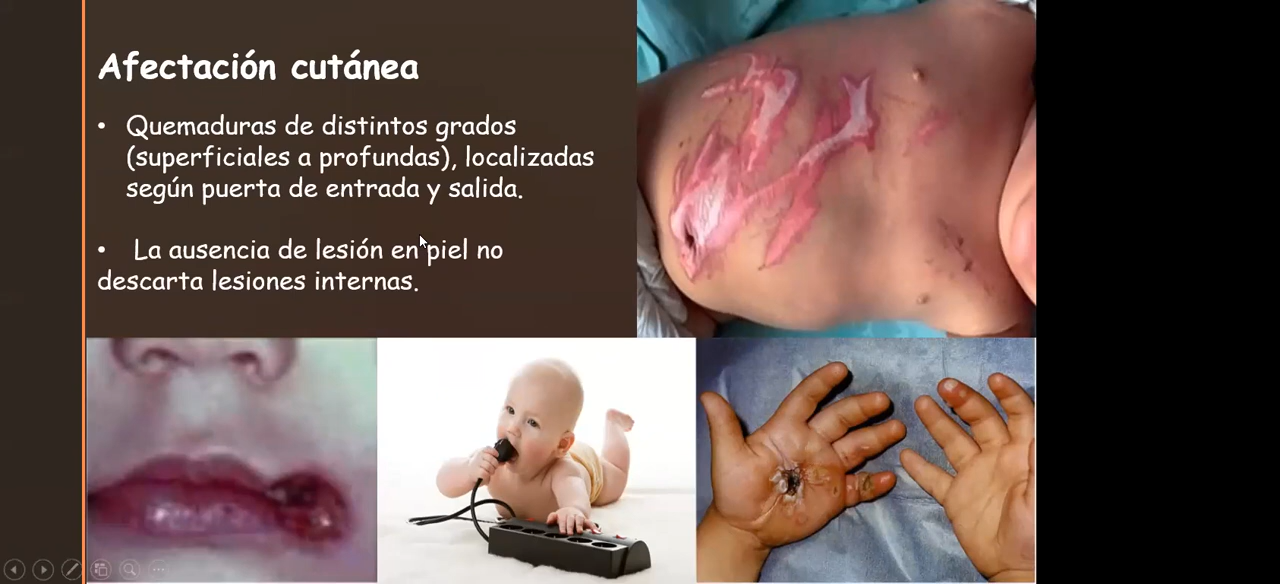 Afectación cutánea
• Quemaduras de distintos grados
(superficiales a profundas), localizadas
según puerta de entrada y salida.
• La ausencia de lesión en piel no
descarta lesiones internas.